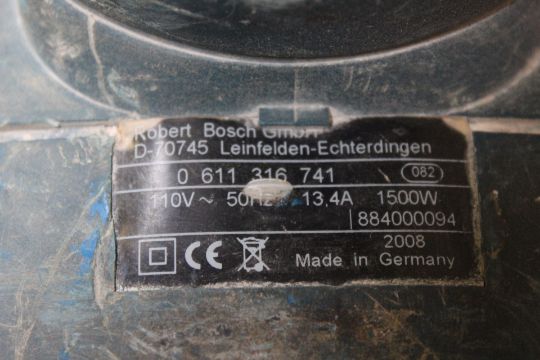 Robert Bosch GmbH
D-70745 Leinfelden-Echterdingen
0 611 316 741 082
110V ~ 50Hz 13,4A 1500W
884000094
2008
CE Made in Germany